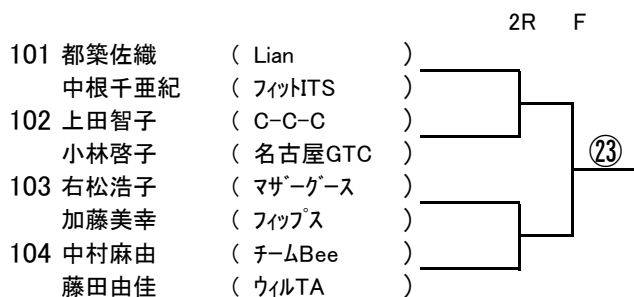 2R F
101 都築佐織 ( Lian )
中根千亜紀 ( ﾌｨｯﾄITS )
102 上田智子 ( C-C-C )
小林啓子 ( 名古屋GTC )
㉓
103 右松浩子 ( ﾏｻﾞｰｸﾞｰｽ )
加藤美幸 ( ﾌｨｯﾌﾟｽ )
104 中村麻由 ( ﾁｰﾑBee )
藤田由佳 ( ｳｨﾙTA )